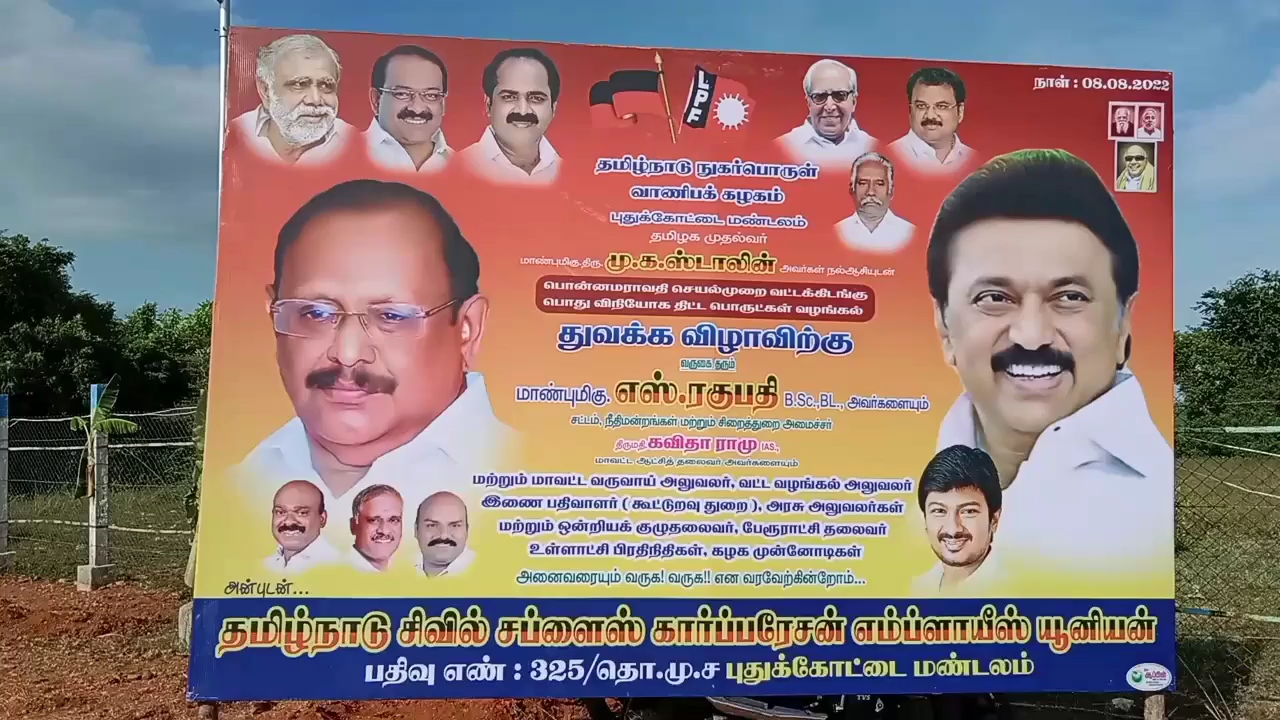 நாள் : 08.08.2022
LPF
தமிழ்நாடு நுகர்பொருள்
வாணிபக் கழகம்
புதுக்கோட்டை மண்டலம்
தமிழக முதல்வர்
மாண்புமிகு.திரு. மு.க.ஸ்டாலின் அவர்கள் நல்ஆசியுடன்
பொன்னமராவதி செயல்முறை வட்டக்கிடங்கு
பொது விநியோக திட்ட பொருட்கள் வழங்கல்
துவக்க விழாவிற்கு
வருகை தரும்
மாண்புமிகு. எஸ்.ரகுபதி B.Sc.,BL., அவர்களையும்
சட்டம், நீதிமன்றங்கள் மற்றும் சிறைத்துறை அமைச்சர்
திருமதி.கவிதா ராமு IAS.,
மாவட்ட ஆட்சித் தலைவர் அவர்களையும்
மற்றும் மாவட்ட வருவாய் அலுவலர், வட்ட வழங்கல் அலுவலர்
இணை பதிவாளர் ( கூட்டுறவு துறை ), அரசு அலுவலர்கள்
மற்றும் ஒன்றியக் குழுதலைவர், பேரூராட்சி தலைவர்
உள்ளாட்சி பிரதிநிதிகள், கழக முன்னோடிகள்
அனைவரையும் வருக! வருக!! என வரவேற்கின்றோம்...
அன்புடன்...
தமிழ்நாடு சிவில் சப்ளைஸ் கார்ப்பரேசன் எம்ப்ளாயீஸ் யூனியன்
பதிவு எண் : 325/தொ.மு.ச புதுக்கோட்டை மண்டலம்
TVS